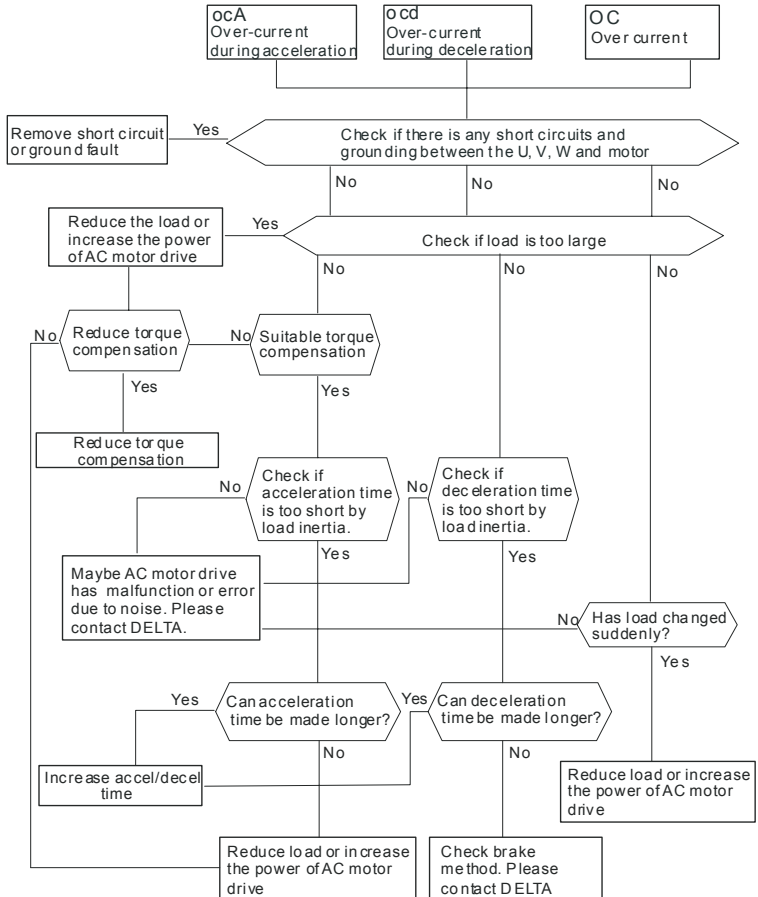 ocA
Over-current
during acceleration
ocd
Over-current
during deceleration
OC
Over current
Remove short circuit
or ground fault
Yes
Check if there is any short circuits and
grounding between the U, V, W and motor
No
No
No
Reduce the load or
increase the power
of AC motor drive
Yes
Check if load is too large
No
No
No
No
Reduce torque
compensation
No
Suitable torque
compensation
Yes
Yes
Reduce torque
compensation
No
Check if
acceleration time
is too short by
load inertia.
No
Check if
deceleration time
is too short by
load inertia.
Yes
Yes
Maybe AC motor drive
has malfunction or error
due to noise. Please
contact DELTA.
No
Has load changed
suddenly?
Yes
Yes
Can acceleration
time be made longer?
Yes
Can deceleration
time be made longer?
No
No
Increase accel/decel
time
Reduce load or increase
the power of AC motor
drive
Reduce load or increase
the power of AC motor
drive
Check brake
method. Please
contact DELTA